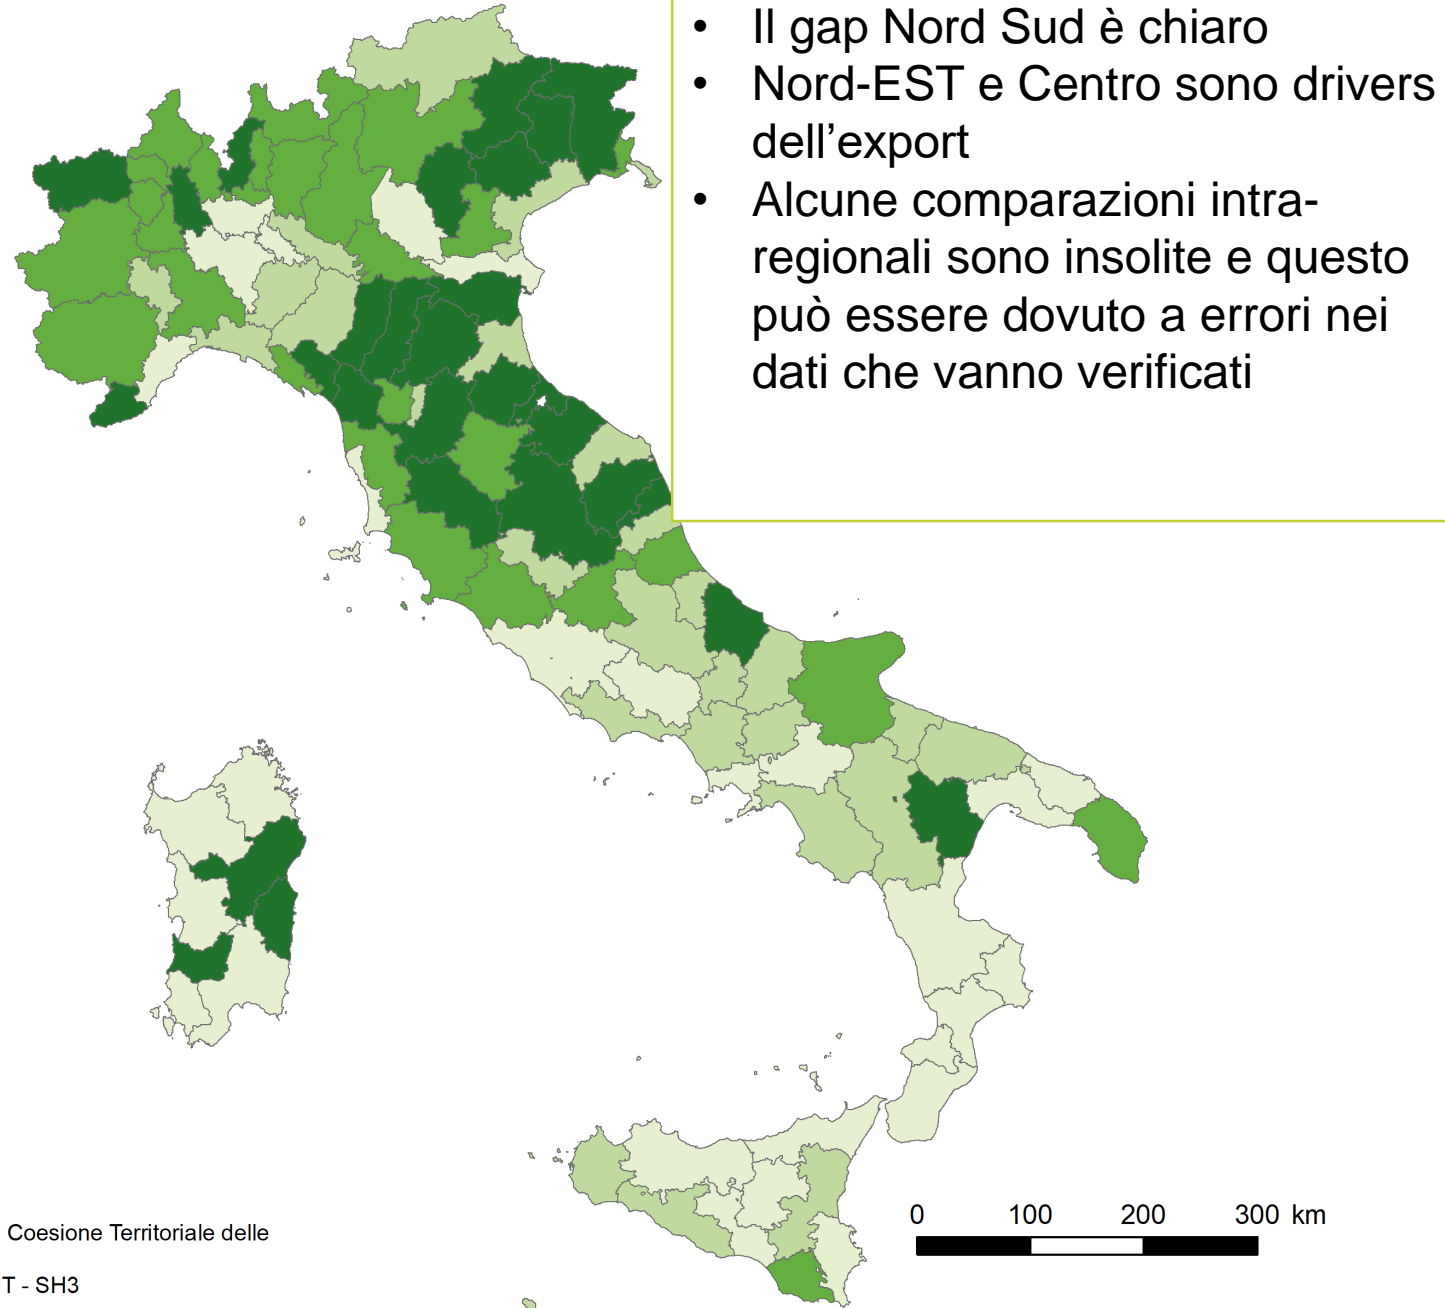 • Il gap Nord Sud è chiaro
• Nord-EST e Centro sono drivers
dell’export
• Alcune comparazioni intra-
regionali sono insolite e questo
può essere dovuto a errori nei
dati che vanno verificati
0 100 200 300 km
Coesione Territoriale delle
T - SH3